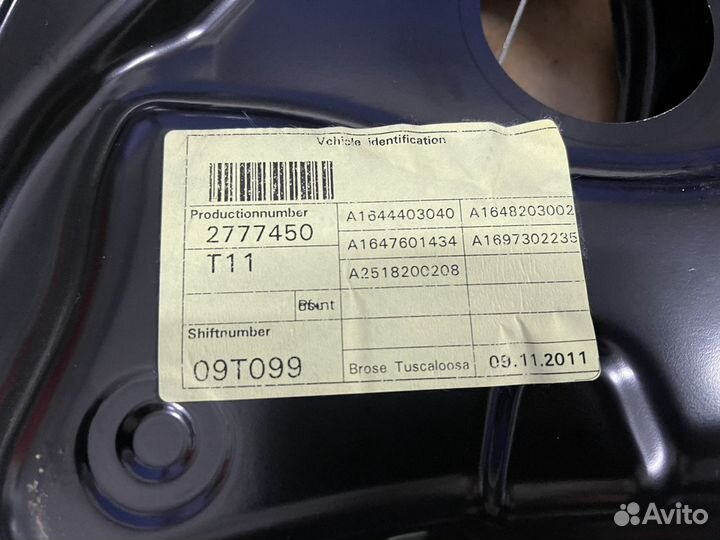 Vehicle identification
Productionnumber
2777450
A1644403040 A1648203002
T11
A1647601434 A1697302235
A2518200208
Shiftnumber
09T099
Brose Tuscaloosa 09.11.2011
Avito